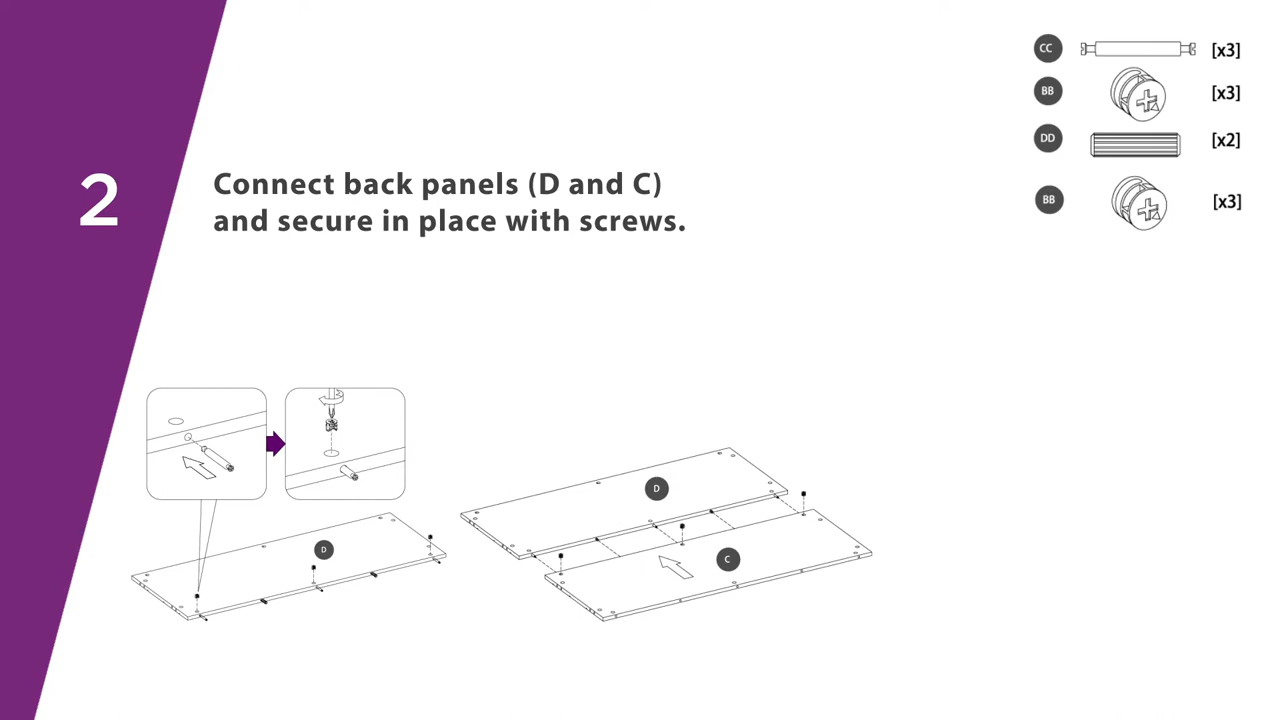 2
Connect back panels (D and C)
and secure in place with screws.
CC [x3]
BB [x3]
DD [x2]
BB [x3]
D
D
C